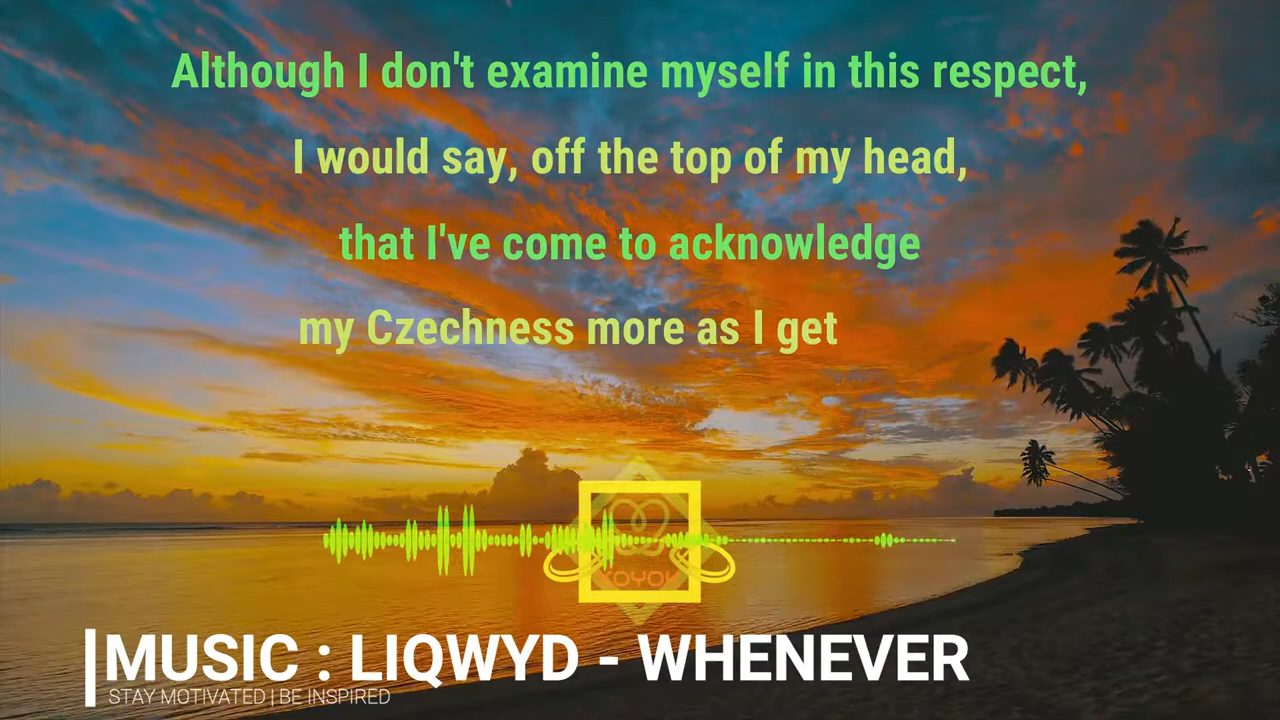 Although I don't examine myself in this respect,
I would say, off the top of my head,
that I've come to acknowledge
my Czechness more as I get
KOYOK
MUSIC : LIQWYD - WHENEVER
STAY MOTIVATED | BE INSPIRED